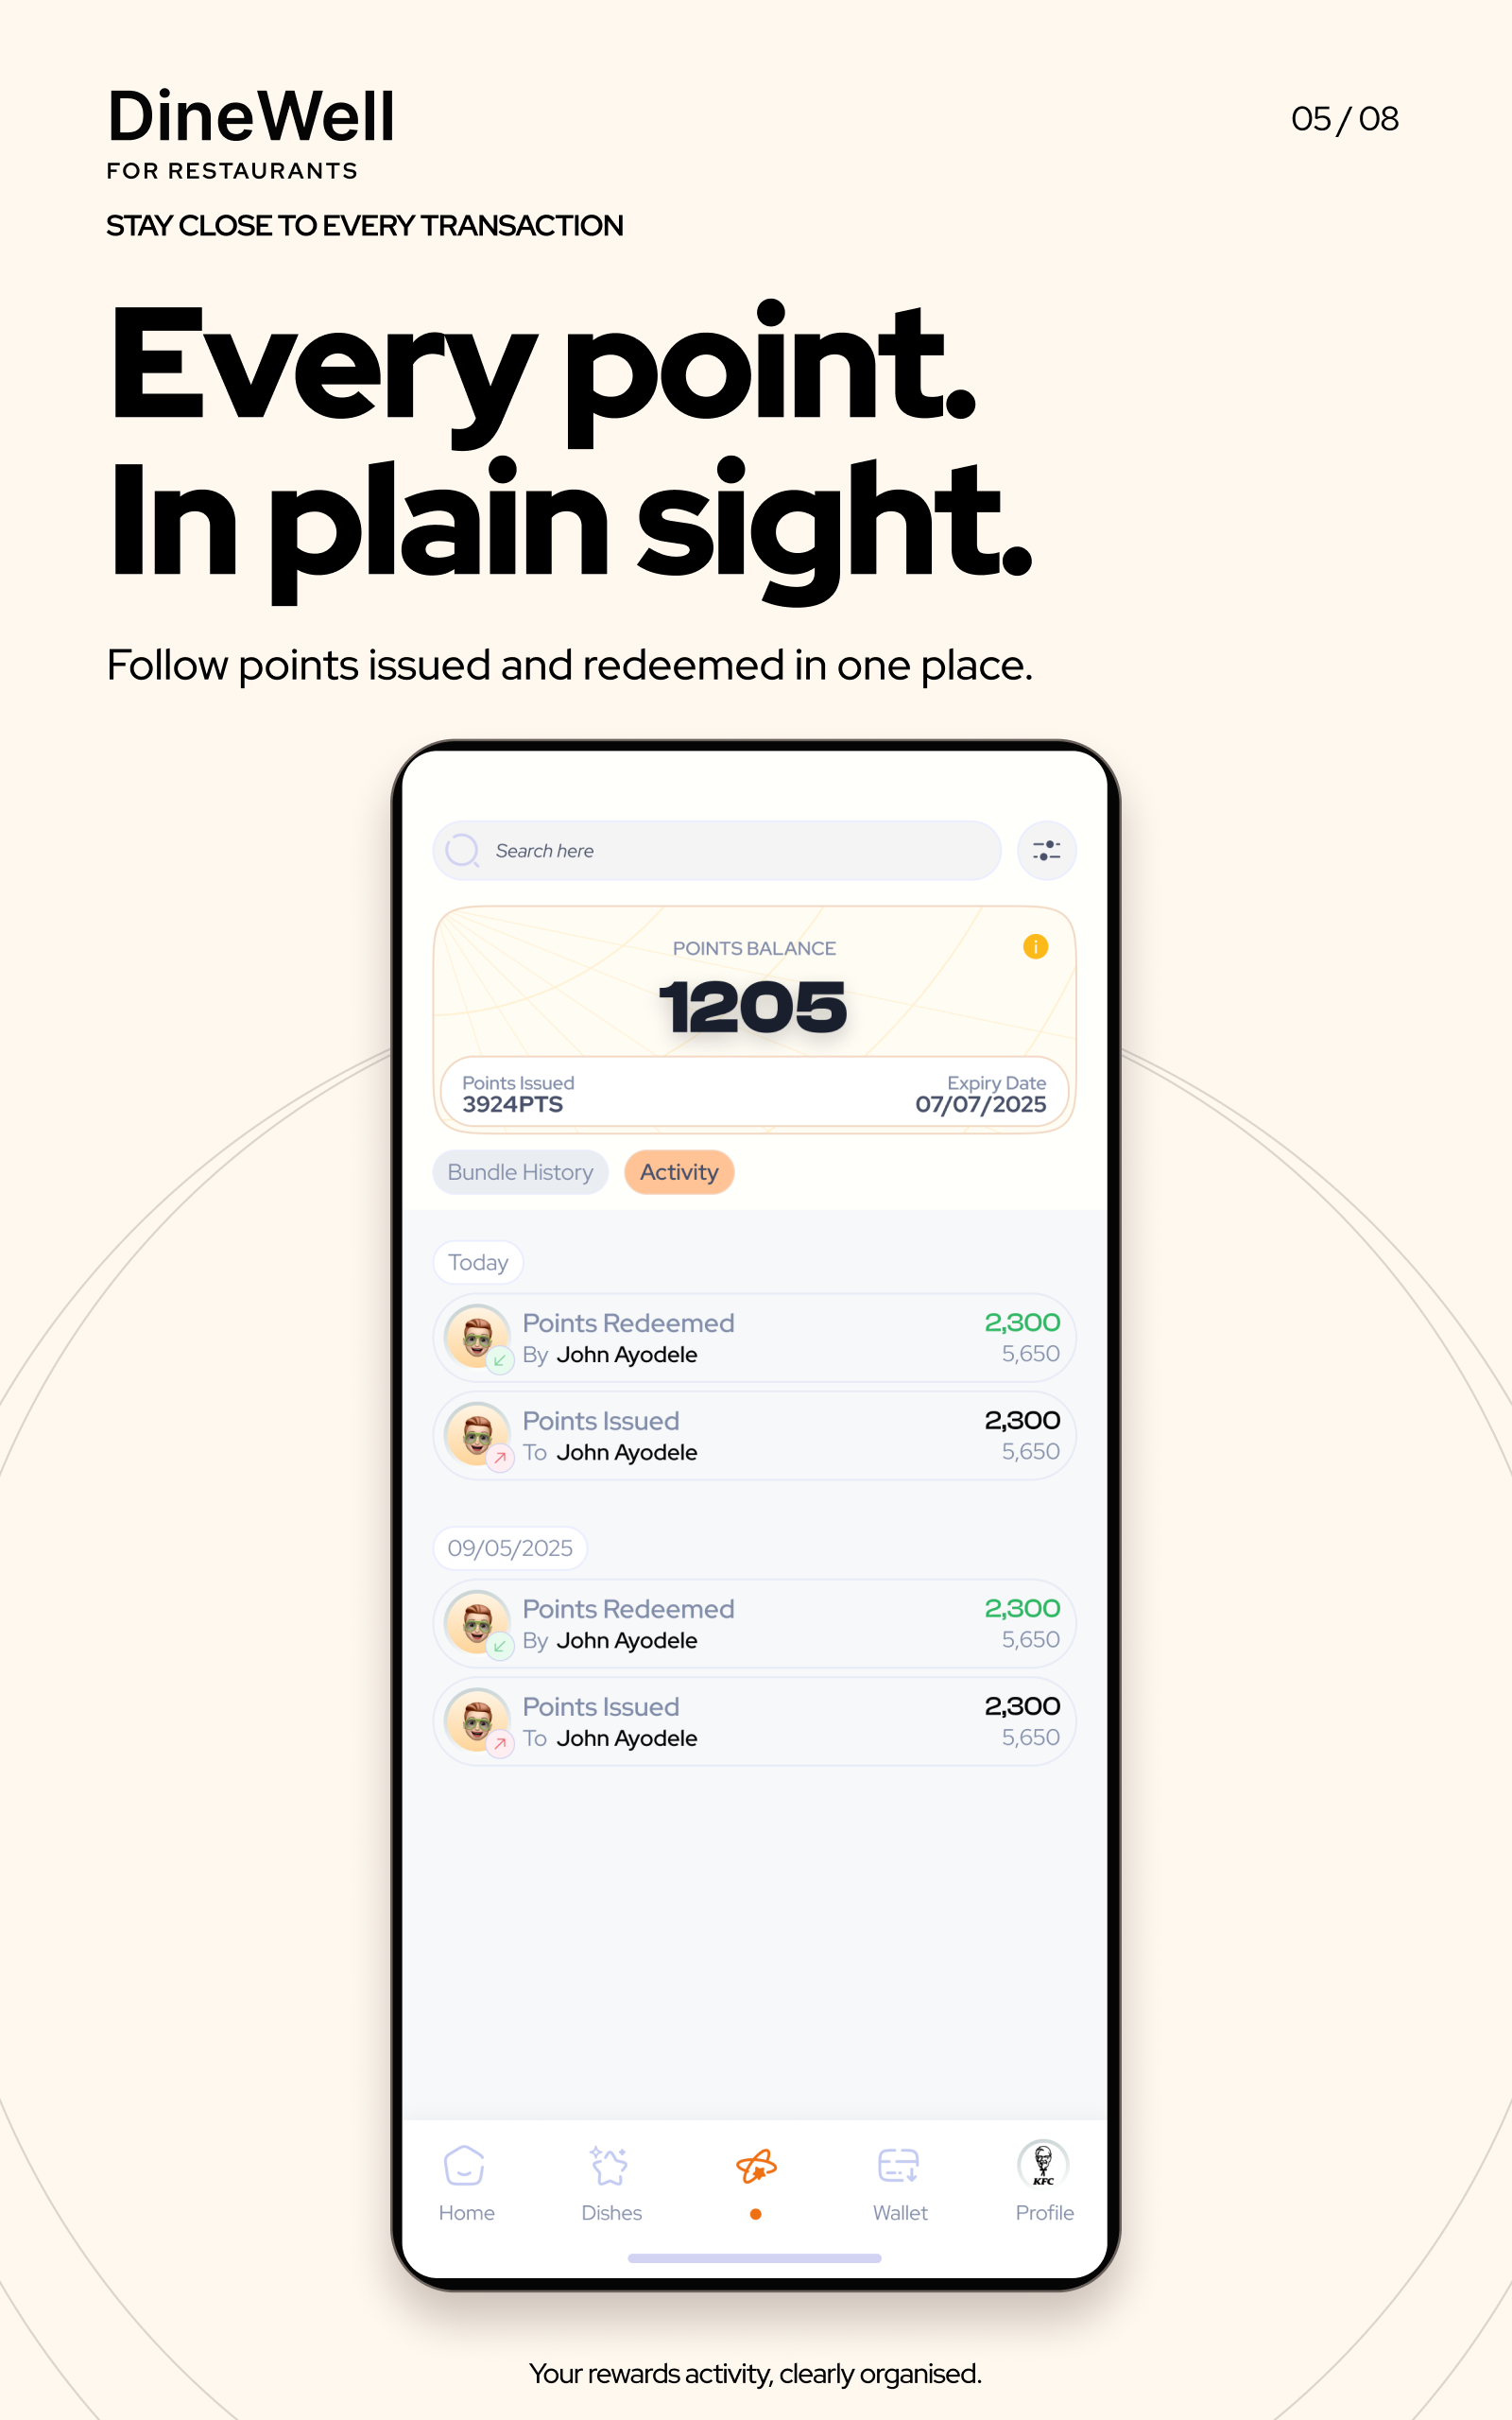 DineWell
05 / 08
FOR RESTAURANTS
STAY CLOSE TO EVERY TRANSACTION
Every point.
In plain sight.
Follow points issued and redeemed in one place.
Search here
POINTS BALANCE
i
1205
Points Issued
Expiry Date
3924PTS
07/07/2025
Bundle History
Activity
Today
Points Redeemed
2,300
By John Ayodele
5,650
Points Issued
2,300
To John Ayodele
5,650
09/05/2025
Points Redeemed
2,300
By John Ayodele
5,650
Points Issued
2,300
To John Ayodele
5,650
KFC
Home
Dishes
Wallet
Profile
Your rewards activity, clearly organised.